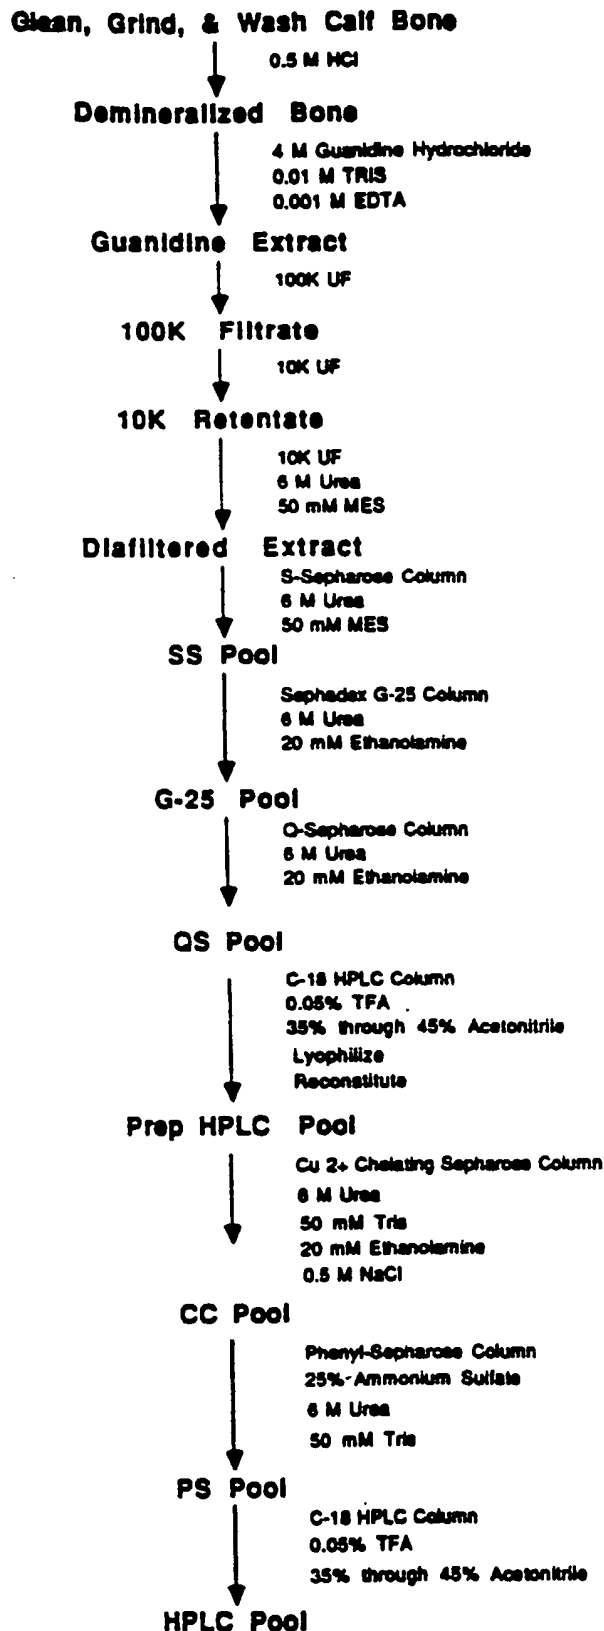 Clean, Grind, & Wash Calf Bone
0.5 M HCl
Demineralized Bone
4 M Guanidine Hydrochloride
0.01 M TRIS
0.001 M EDTA
Guanidine Extract
100K UF
100K Filtrate
10K UF
10K Retentate
10K UF
6 M Urea
50 mM MES
Diafiltered Extract
S-Sepharose Column
6 M Urea
50 mM MES
SS Pool
Sephadex G-25 Column
6 M Urea
20 mM Ethanolamine
G-25 Pool
Q-Sepharose Column
6 M Urea
20 mM Ethanolamine
QS Pool
C-18 HPLC Column
0.05% TFA
35% through 45% Acetonitrile
Lyophilize
Reconstitute
Prep HPLC Pool
Cu 2+ Chelating Sepharose Column
6 M Urea
50 mM Tris
20 mM Ethanolamine
0.5 M NaCl
CC Pool
Phenyl-Sepharose Column
25% Ammonium Sulfate
6 M Urea
50 mM Tris
PS Pool
C-18 HPLC Column
0.05% TFA
35% through 45% Acetonitrile
HPLC Pool